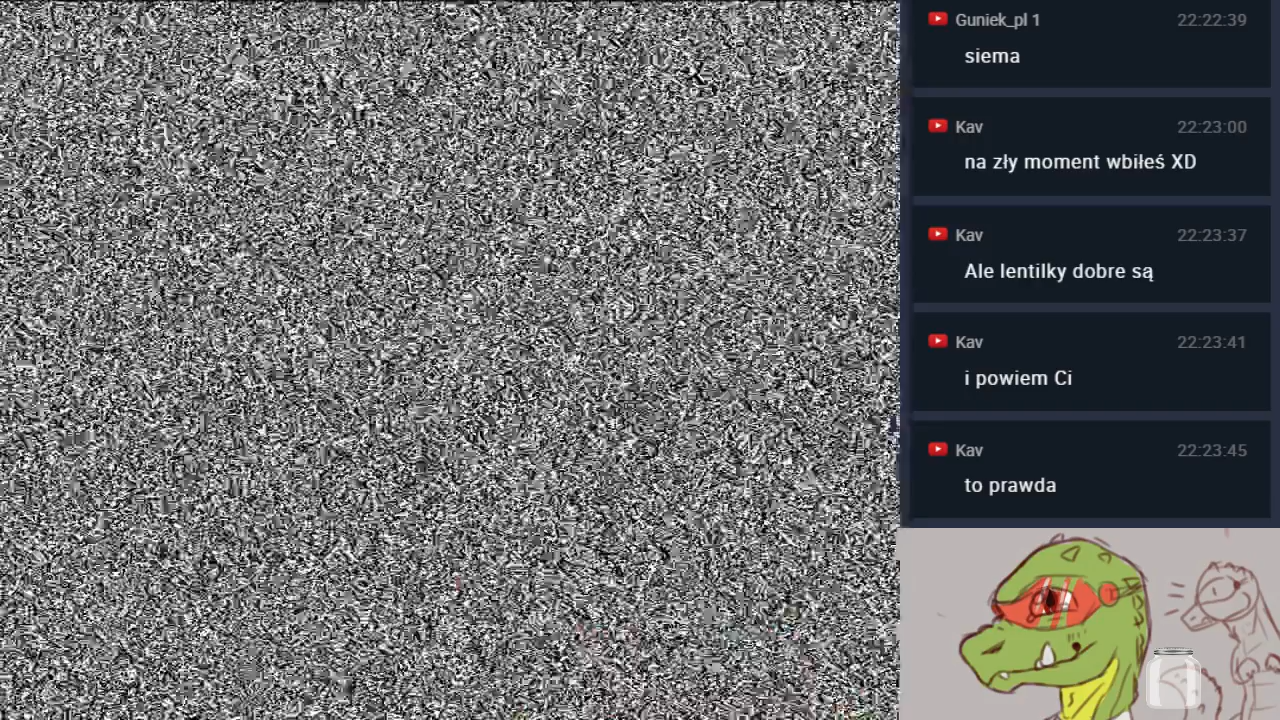 Guniek_pl 1 22:22:39
siema
Kav 22:23:00
na zły moment wbiłeś XD
Kav 22:23:37
Ale lentilky dobre są
Kav 22:23:41
i powiem Ci
Kav 22:23:45
to prawda